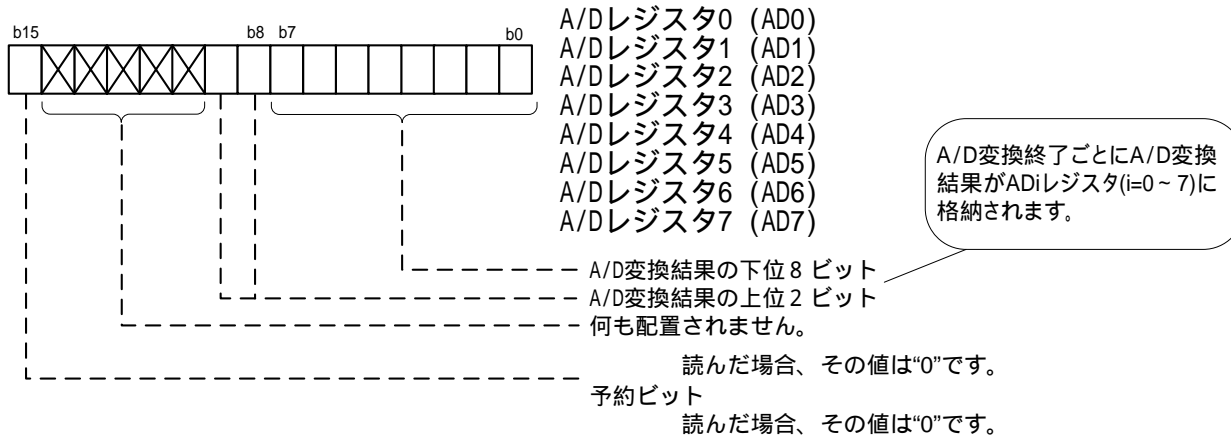 b15 b8 b7 b0
A/Dレジスタ0 (AD0)
A/Dレジスタ1 (AD1)
A/Dレジスタ2 (AD2)
A/Dレジスタ3 (AD3)
A/Dレジスタ4 (AD4)
A/Dレジスタ5 (AD5)
A/Dレジスタ6 (AD6)
A/Dレジスタ7 (AD7)
A/D変換終了ごとにA/D変換
結果がADiレジスタ(i=0~7)に
格納されます。
A/D変換結果の下位8ビット
A/D変換結果の上位2ビット
何も配置されません。
読んだ場合、その値は“0”です。
予約ビット
読んだ場合、その値は“0”です。